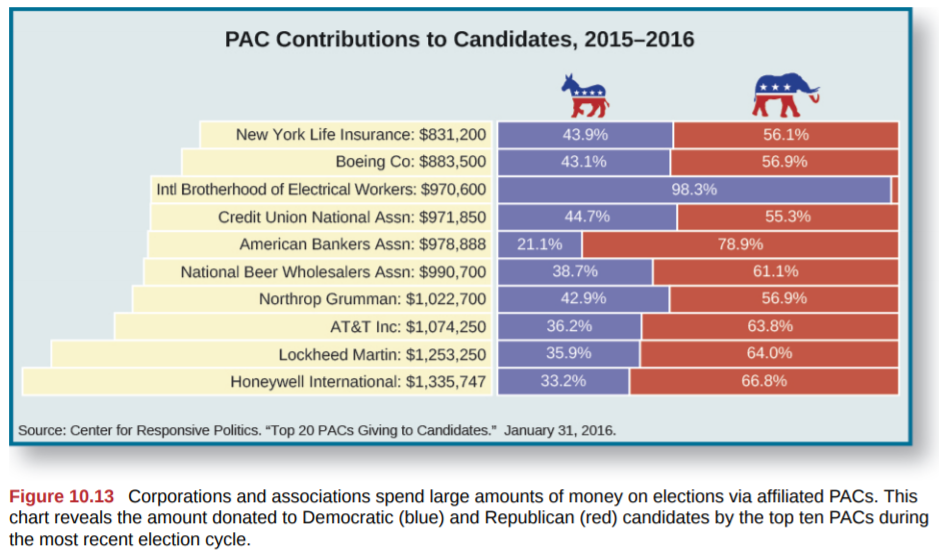 PAC Contributions to Candidates, 2015–2016
New York Life Insurance: $831,200 43.9% 56.1%
Boeing Co: $883,500 43.1% 56.9%
Intl Brotherhood of Electrical Workers: $970,600 98.3%
Credit Union National Assn: $971,850 44.7% 55.3%
American Bankers Assn: $978,888 21.1% 78.9%
National Beer Wholesalers Assn: $990,700 38.7% 61.1%
Northrop Grumman: $1,022,700 42.9% 56.9%
AT&T Inc: $1,074,250 36.2% 63.8%
Lockheed Martin: $1,253,250 35.9% 64.0%
Honeywell International: $1,335,747 33.2% 66.8%
Source: Center for Responsive Politics. “Top 20 PACs Giving to Candidates.” January 31, 2016.
Figure 10.13 Corporations and associations spend large amounts of money on elections via affiliated PACs. This
chart reveals the amount donated to Democratic (blue) and Republican (red) candidates by the top ten PACs during
the most recent election cycle.